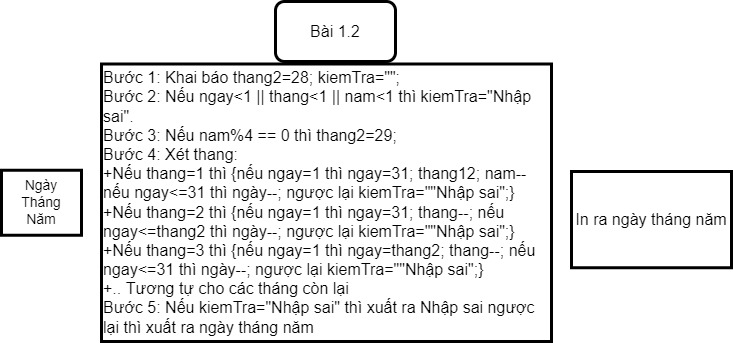 Bài 1.2
Bước 1: Khai báo thang2=28; kiemTra="";
Bước 2: Nếu ngay<1 || thang<1 || nam<1 thì kiemTra="Nhập
sai".
Bước 3: Nếu nam%4 == 0 thì thang2=29;
Bước 4: Xét thang:
+Nếu thang=1 thì {nếu ngay=1 thì ngay=31; thang12; nam--
nếu ngay<=31 thì ngày--; ngược lại kiemTra=""Nhập sai";}
+Nếu thang=2 thì {nếu ngay=1 thì ngay=31; thang--; nếu
ngay<=thang2 thì ngày--; ngược lại kiemTra=""Nhập sai";}
+Nếu thang=3 thì {nếu ngay=1 thì ngay=thang2; thang--; nếu
ngay<=31 thì ngày--; ngược lại kiemTra=""Nhập sai";}
+.. Tương tự cho các tháng còn lại
Bước 5: Nếu kiemTra="Nhập sai" thì xuất ra Nhập sai ngược
lại thì xuất ra ngày tháng năm
Ngày
Tháng
Năm
In ra ngày tháng năm